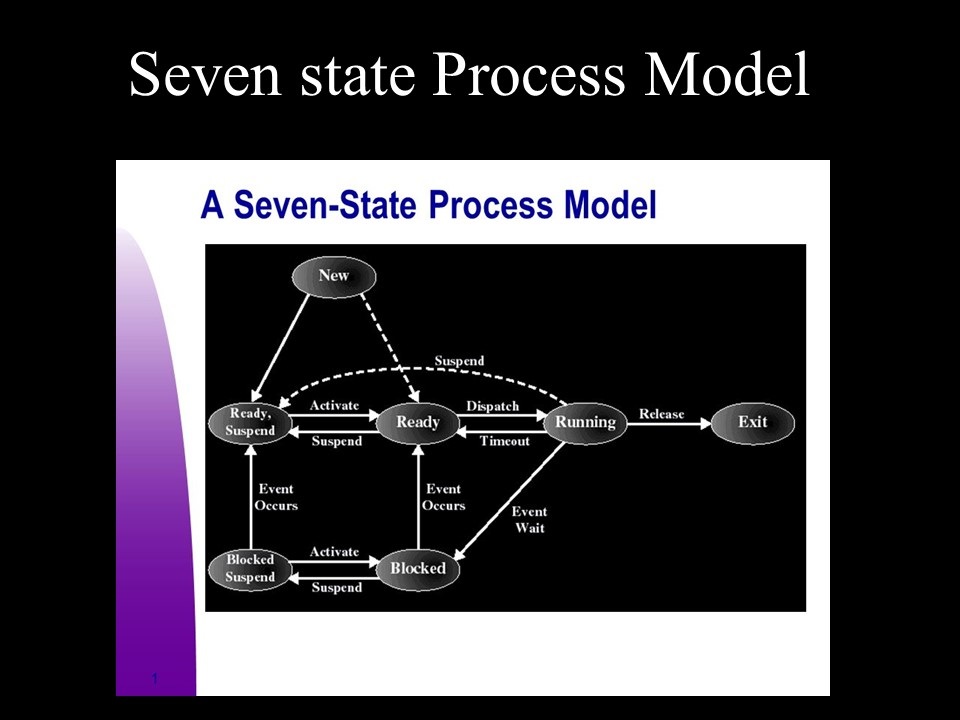 Seven state Process Model
A Seven-State Process Model
New
Suspend
Ready,
Suspend
Activate
Suspend
Ready
Dispatch
Timeout
Running
Release
Exit
Event
Occurs
Event
Occurs
Event
Wait
Blocked
Suspend
Activate
Suspend
Blocked
1